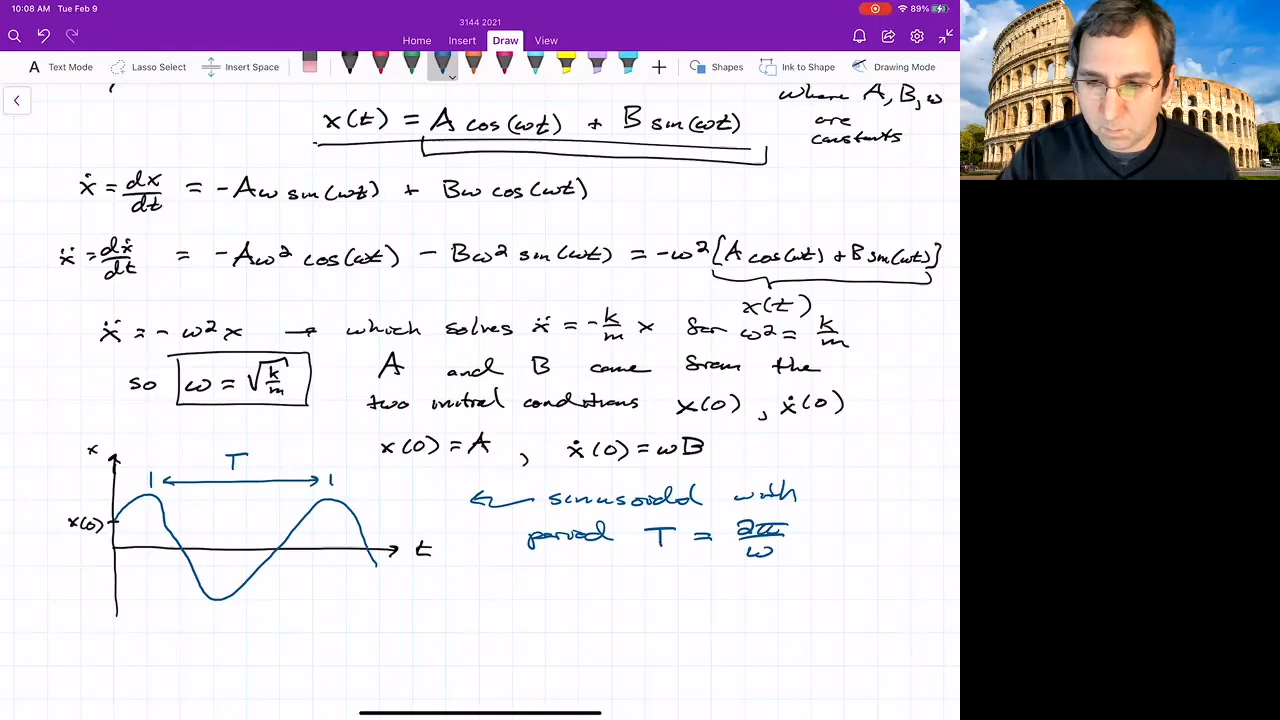 10:08 AM Tue Feb 9
89%
3144 2021
Home Insert Draw View
A Text Mode Lasso Select Insert Space + Shapes Ink to Shape Drawing Mode
where A, B, ω
are
constants
x(t) = A cos(ωt) + B sin(ωt)
ẋ = dx/dt = -Aω sin(ωt) + Bω cos(ωt)
ẍ = dẋ/dt = -Aω² cos(ωt) - Bω² sin(ωt) = -ω² [A cos(ωt) + B sin(ωt)]
x(t)
ẍ = -ω² x → which solves ẍ = -k/m x for ω² = k/m
so ω = √(k/m) A and B come from the
two initial conditions x(0), ẋ(0)
x(0) = A, ẋ(0) = ωB
x
T
x(0)
t
← sinusoidal with
period T = 2π/ω